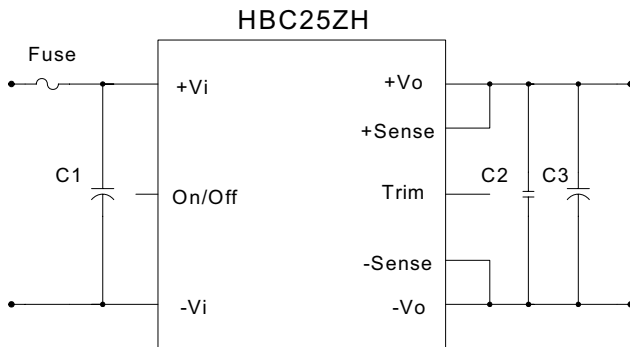 HBC25ZH
Fuse
+Vi
+Vo
+Sense
C1
On/Off
Trim
C2
C3
-Sense
-Vi
-Vo